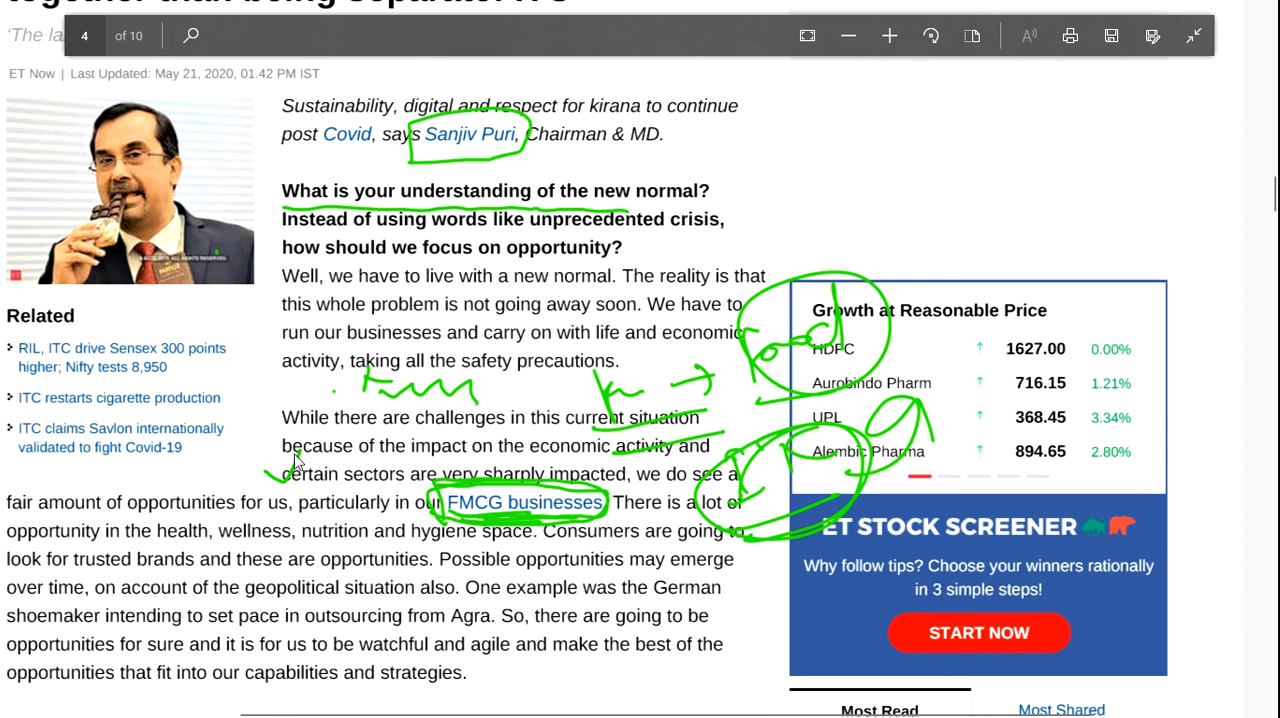 4 of 10
'The la
ET Now | Last Updated: May 21, 2020, 01.42 PM IST
Sustainability, digital and respect for kirana to continue
post Covid, says Sanjiv Puri, Chairman & MD.
What is your understanding of the new normal?
Instead of using words like unprecedented crisis,
how should we focus on opportunity?
Well, we have to live with a new normal. The reality is that
this whole problem is not going away soon. We have to
run our businesses and carry on with life and economic
activity, taking all the safety precautions.
While there are challenges in this current situation
because of the impact on the economic activity and
certain sectors are very sharply impacted, we do see a
fair amount of opportunities for us, particularly in our FMCG businesses. There is a lot of
opportunity in the health, wellness, nutrition and hygiene space. Consumers are going to
look for trusted brands and these are opportunities. Possible opportunities may emerge
over time, on account of the geopolitical situation also. One example was the German
shoemaker intending to set pace in outsourcing from Agra. So, there are going to be
opportunities for sure and it is for us to be watchful and agile and make the best of the
opportunities that fit into our capabilities and strategies.
Related
RIL, ITC drive Sensex 300 points
higher; Nifty tests 8,950
ITC restarts cigarette production
ITC claims Savlon internationally
validated to fight Covid-19
food
Growth at Reasonable Price
HDFC 1627.00 0.00%
Aurobindo Pharm 716.15 1.21%
UPL 368.45 3.34%
Alembic Pharma 894.65 2.80%
ET STOCK SCREENER
Why follow tips? Choose your winners rationally
in 3 simple steps!
START NOW
Most Read
Most Shared